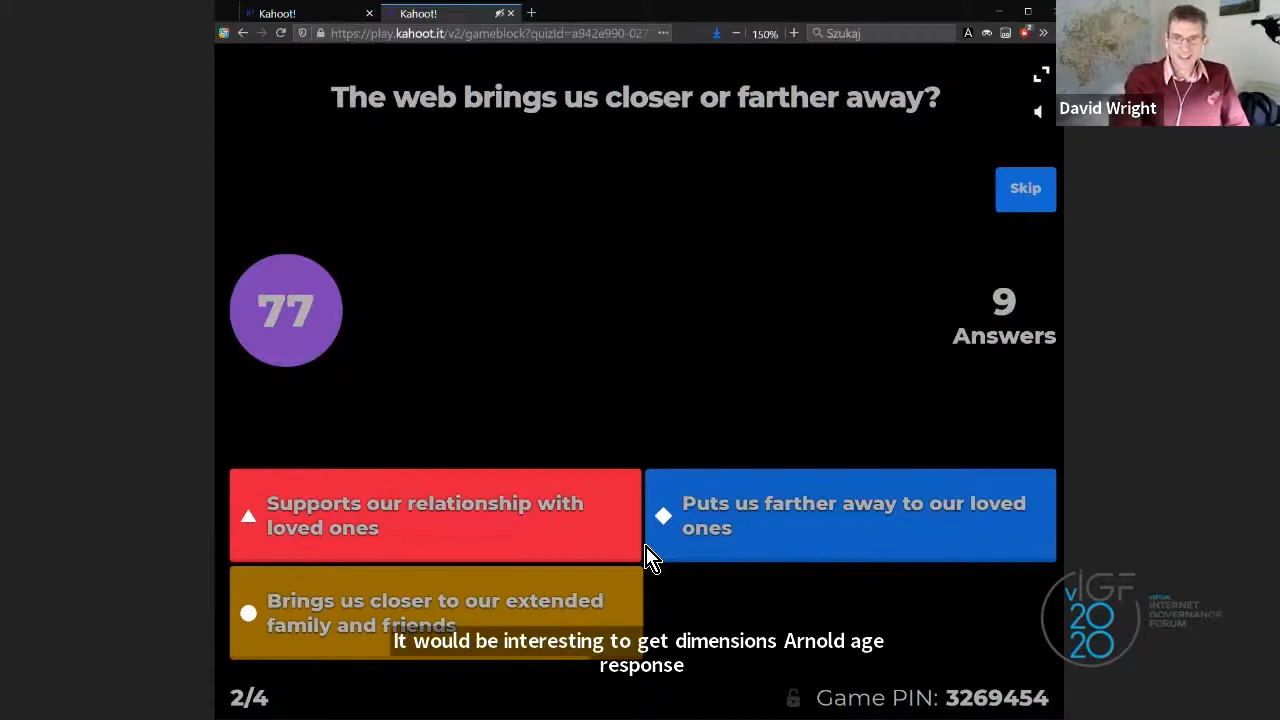 Kahoot!
Kahoot!
https://play.kahoot.it/v2/gameblock?quizId=a942e990-027
150%
Szukaj
The web brings us closer or farther away?
David Wright
Skip
77
9
Answers
Supports our relationship with
loved ones
Puts us farther away to our loved
ones
Brings us closer to our extended
family and friends
It would be interesting to get dimensions Arnold age
response
vIGF
2020
VIRTUAL
INTERNET
GOVERNANCE
FORUM
2/4
Game PIN: 3269454